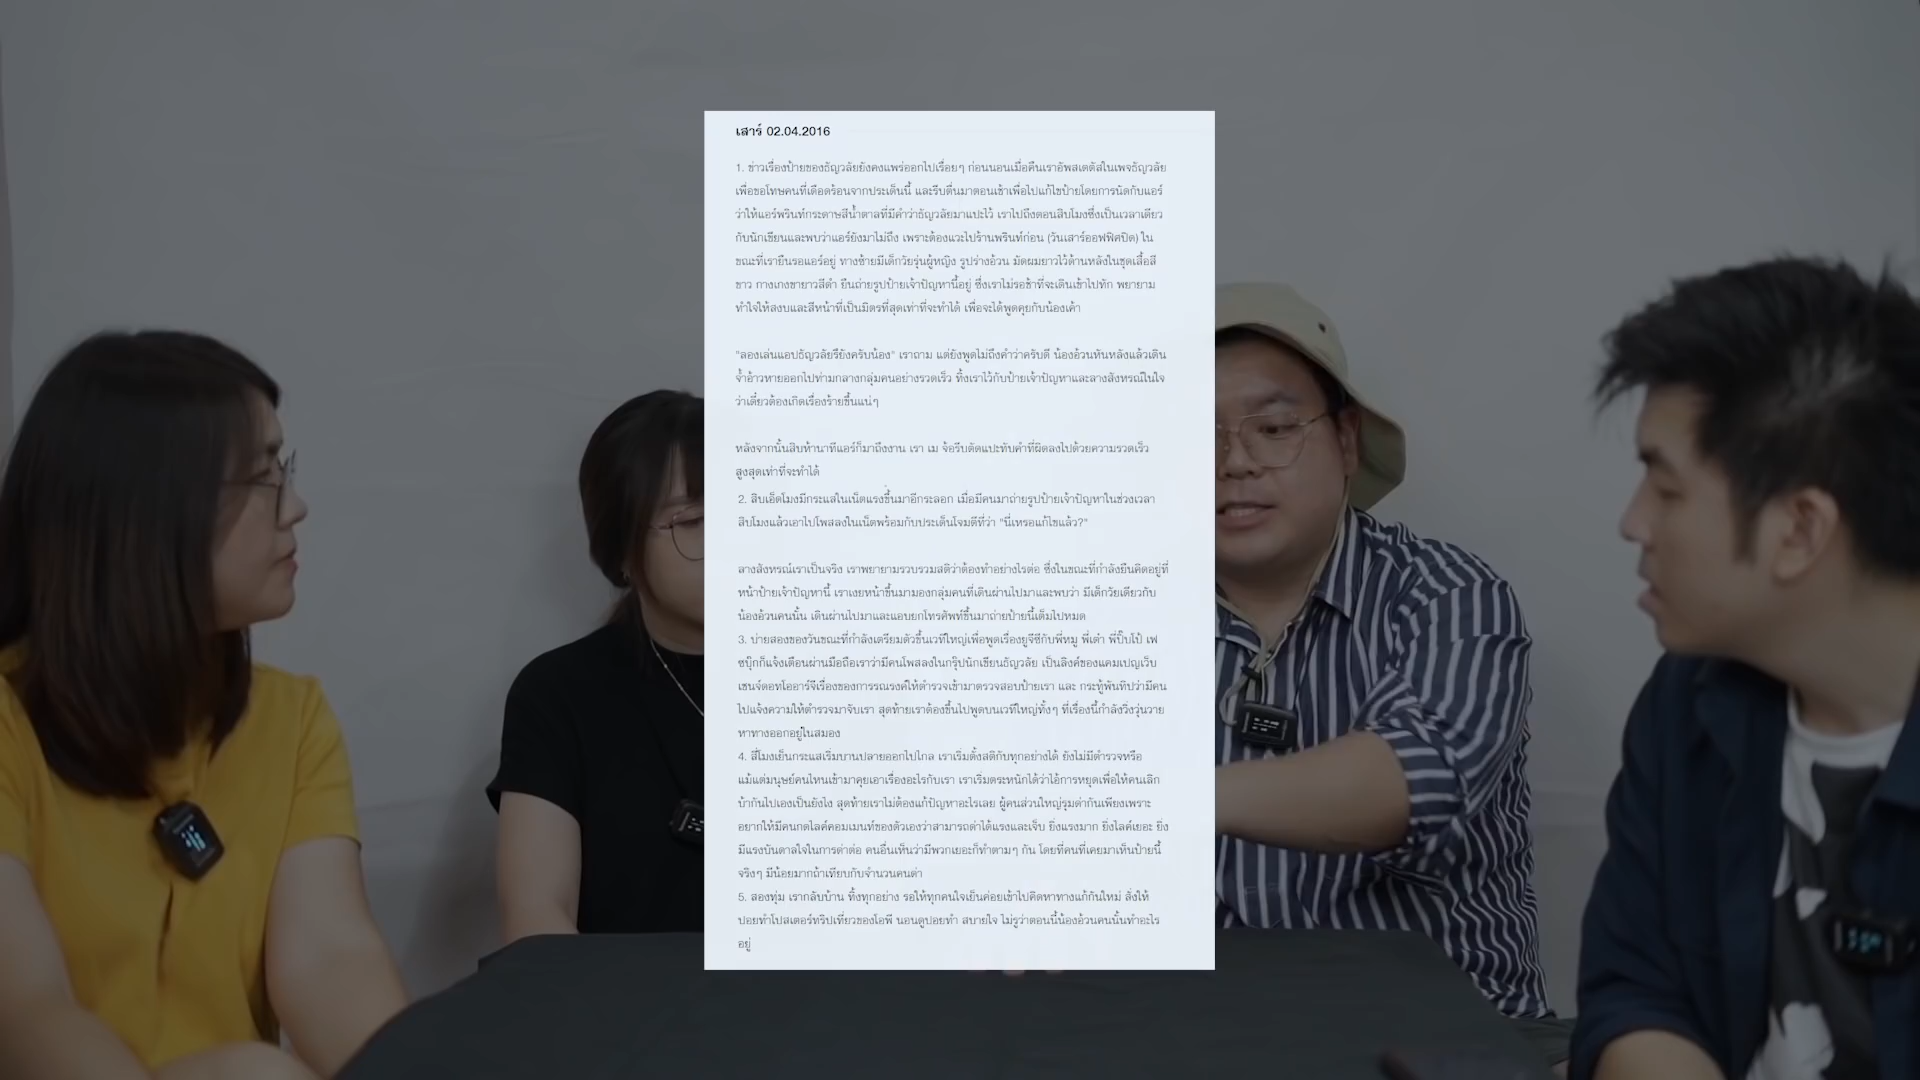 เสาร์ 02.04.2016
1. ข่าวเรื่องป้ายของธัญวลัยยังคงแพร่ออกไปเรื่อยๆ ก่อนนอนเมื่อคืนเราอัพสเตตัสในเพจธัญวลัย
เพื่อขอโทษคนที่เดือดร้อนจากประเด็นนี้ และรีบตื่นมาตอนเช้าเพื่อไปแก้ไขป้ายโดยการนัดกับแอร์
ว่าให้แอร์พรินท์กระดาษสีน้ำตาลที่มีคำว่าธัญวลัยมาแปะไว้ เราไปถึงตอนสิบโมงซึ่งเป็นเวลาเดียว
กับนักเขียนและพบว่าแอร์ยังมาไม่ถึง เพราะต้องแวะไปร้านพรินท์ก่อน (วันเสาร์ออฟฟิศปิด) ใน
ขณะที่เรายืนรอแอร์อยู่ ทางซ้ายมีเด็กวัยรุ่นผู้หญิง รูปร่างอ้วน มัดผมยาวไว้ด้านหลังในชุดเสื้อสี
ขาว กางเกงขายาวสีดำ ยืนถ่ายรูปป้ายเจ้าปัญหานี้อยู่ ซึ่งเราไม่รอช้าที่จะเดินเข้าไปทัก พยายาม
ทำใจให้สงบและสีหน้าที่เป็นมิตรที่สุดเท่าที่จะทำได้ เพื่อจะได้พูดคุยกับน้องเค้า
"ลองเล่นแอปธัญวลัยรึยังครับน้อง" เราถาม แต่ยังพูดไม่ถึงคำว่าครับดี น้องอ้วนหันหลังแล้วเดิน
จ้ำอ้าวหายออกไปท่ามกลางกลุ่มคนอย่างรวดเร็ว ทิ้งเราไว้กับป้ายเจ้าปัญหาและลางสังหรณ์ในใจ
ว่าเดี๋ยวต้องเกิดเรื่องร้ายขึ้นแน่ๆ
หลังจากนั้นสิบห้านาทีแอร์ก็มาถึงงาน เรา เม จ้อรีบตัดแปะทับคำที่ผิดลงไปด้วยความรวดเร็ว
สูงสุดเท่าที่จะทำได้
2. สิบเอ็ดโมงมีกระแสในเน็ตแรงขึ้นมาอีกระลอก เมื่อมีคนมาถ่ายรูปป้ายเจ้าปัญหาในช่วงเวลา
สิบโมงแล้วเอาไปโพสลงในเน็ตพร้อมกับประเด็นโจมตีที่ว่า "นี่เหรอแก้ไขแล้ว?"
ลางสังหรณ์เราเป็นจริง เราพยายามรวบรวมสติว่าต้องทำอย่างไรต่อ ซึ่งในขณะที่กำลังยืนคิดอยู่ที่
หน้าป้ายเจ้าปัญหานี้ เราเงยหน้าขึ้นมามองกลุ่มคนที่เดินผ่านไปมาและพบว่า มีเด็กวัยเดียวกับ
น้องอ้วนคนนั้น เดินผ่านไปมาและแอบยกโทรศัพท์ขึ้นมาถ่ายป้ายนี้เต็มไปหมด
3. บ่ายสองของวันขณะที่กำลังเตรียมตัวขึ้นเวทีใหญ่เพื่อพูดเรื่องยูจีซีกับพี่หมู พี่เต๋า พี่ปิ๊บโป้ เฟ
ซบุ๊กก็แจ้งเตือนผ่านมือถือเราว่ามีคนโพสลงในกรุ๊ปนักเขียนธัญวลัย เป็นลิงค์ของแคมเปญเว็บ
เชนจ์ดอทโออาร์จีเรื่องของการรณรงค์ให้ตำรวจเข้ามาตรวจสอบป้ายเรา และ กระทู้พันทิปว่ามีคน
ไปแจ้งความให้ตำรวจมาจับเรา สุดท้ายเราต้องขึ้นไปพูดบนเวทีใหญ่ทั้งๆ ที่เรื่องนี้กำลังวิ่งวุ่นวาย
หาทางออกอยู่ในสมอง
4. สี่โมงเย็นกระแสเริ่มบานปลายออกไปไกล เราเริ่มตั้งสติกับทุกอย่างได้ ยังไม่มีตำรวจหรือ
แม้แต่มนุษย์คนไหนเข้ามาคุยเอาเรื่องอะไรกับเรา เราเริ่มตระหนักได้ว่าไอ้การหยุดเพื่อให้คนเลิก
บ้ากันไปเองเป็นยังไง สุดท้ายเราไม่ต้องแก้ปัญหาอะไรเลย ผู้คนส่วนใหญ่รุมด่ากันเพียงเพราะ
อยากให้มีคนกดไลค์คอมเมนท์ของตัวเองว่าสามารถด่าได้แรงและเจ็บ ยิ่งแรงมาก ยิ่งไลค์เยอะ ยิ่ง
มีแรงบันดาลใจในการด่าต่อ คนอื่นเห็นว่ามีพวกเยอะก็ทำตามๆ กัน โดยที่คนที่เคยมาเห็นป้ายนี้
จริงๆ มีน้อยมากถ้าเทียบกับจำนวนคนด่า
5. สองทุ่ม เรากลับบ้าน ทิ้งทุกอย่าง รอให้ทุกคนใจเย็นค่อยเข้าไปคิดหาทางแก้กันใหม่ สั่งให้
ปอยทำโปสเตอร์ทริปเที่ยวของโอพี นอนดูปอยทำ สบายใจ ไม่รู้ว่าตอนนี้น้องอ้วนคนนั้นทำอะไร
อยู่